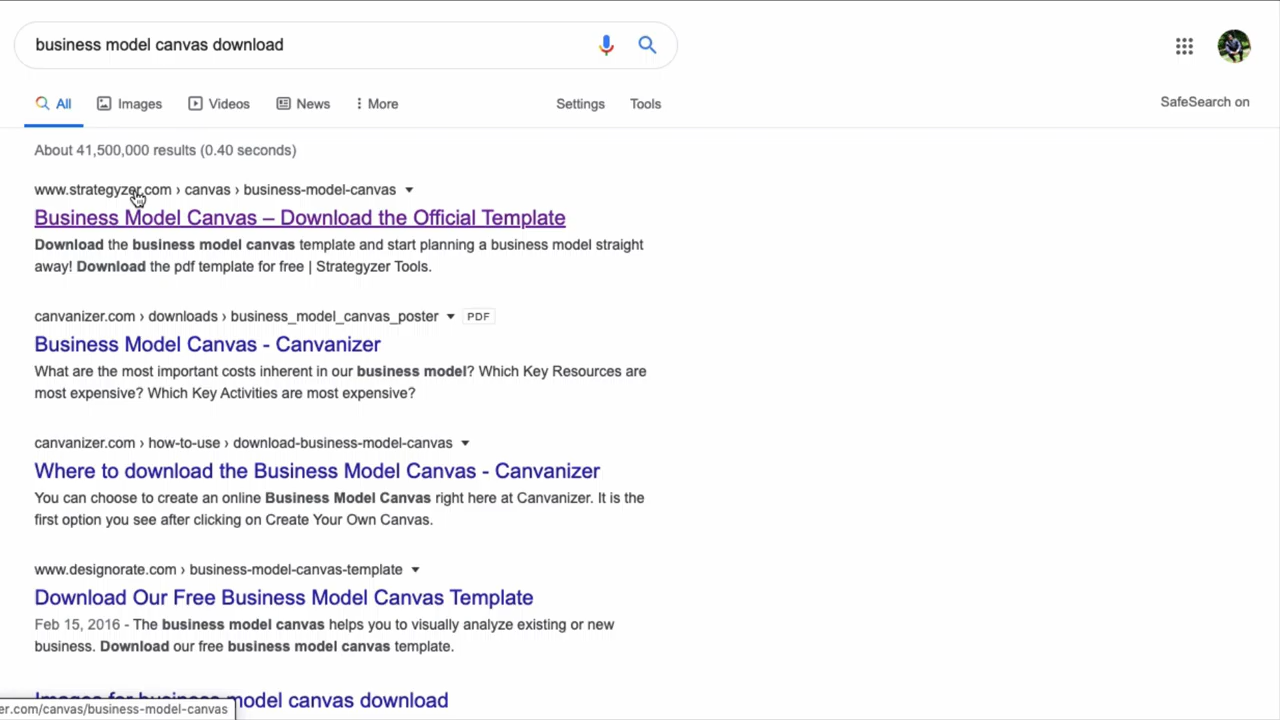 business model canvas download
All Images Videos News More Settings Tools
SafeSearch on
About 41,500,000 results (0.40 seconds)
www.strategyzer.com › canvas › business-model-canvas
Business Model Canvas – Download the Official Template
Download the business model canvas template and start planning a business model straight
away! Download the pdf template for free | Strategyzer Tools.
canvanizer.com › downloads › business_model_canvas_poster PDF
Business Model Canvas - Canvanizer
What are the most important costs inherent in our business model? Which Key Resources are
most expensive? Which Key Activities are most expensive?
canvanizer.com › how-to-use › download-business-model-canvas
Where to download the Business Model Canvas - Canvanizer
You can choose to create an online Business Model Canvas right here at Canvanizer. It is the
first option you see after clicking on Create Your Own Canvas.
www.designorate.com › business-model-canvas-template
Download Our Free Business Model Canvas Template
Feb 15, 2016 - The business model canvas helps you to visually analyze existing or new
business. Download our free business model canvas template.
Images for business model canvas download
er.com/canvas/business-model-canvas